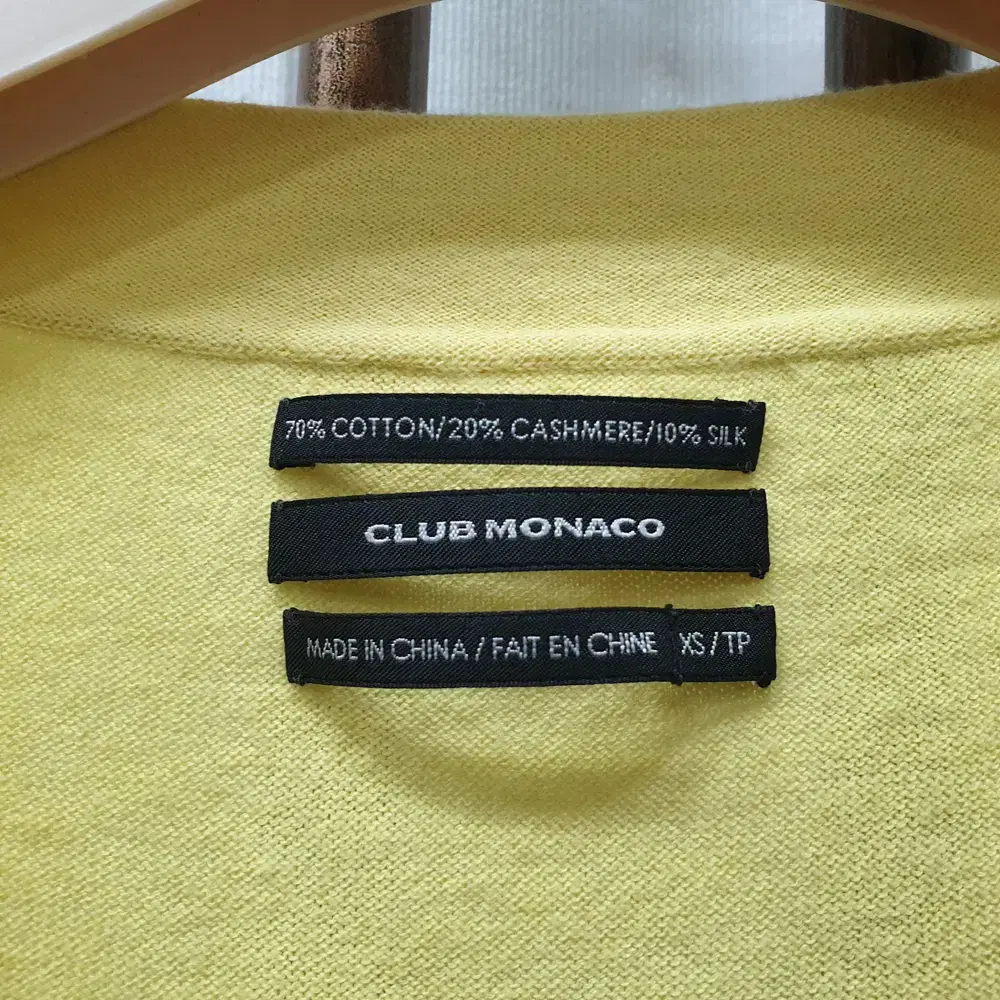 70% COTTON/20% CASHMERE/10% SILK
CLUB MONACO
MADE IN CHINA / FAIT EN CHINE XS/TP